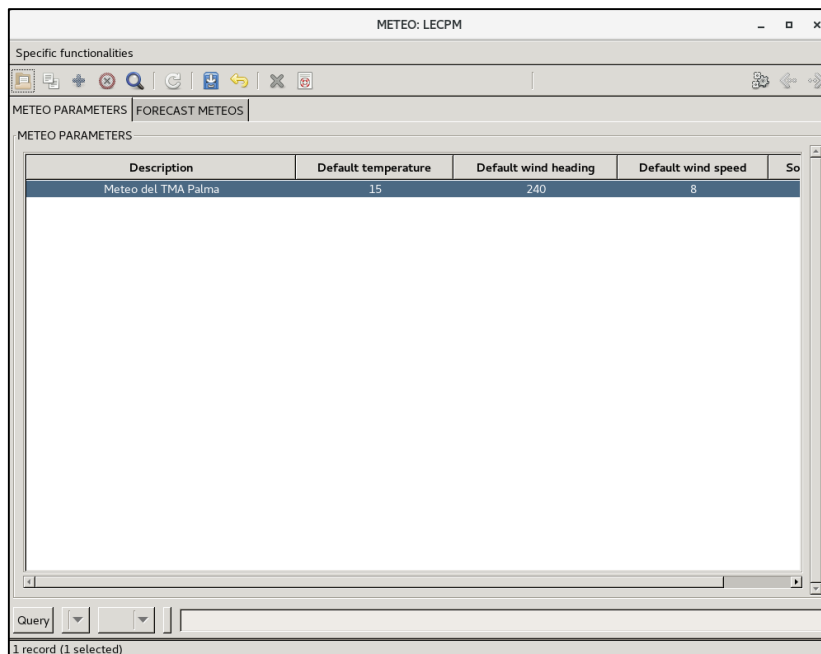 METEO: LECPM
Specific functionalities
METEO PARAMETERS FORECAST METEOS
METEO PARAMETERS
Description Default temperature Default wind heading Default wind speed So
Meteo del TMA Palma 15 240 8
Query
1 record (1 selected)